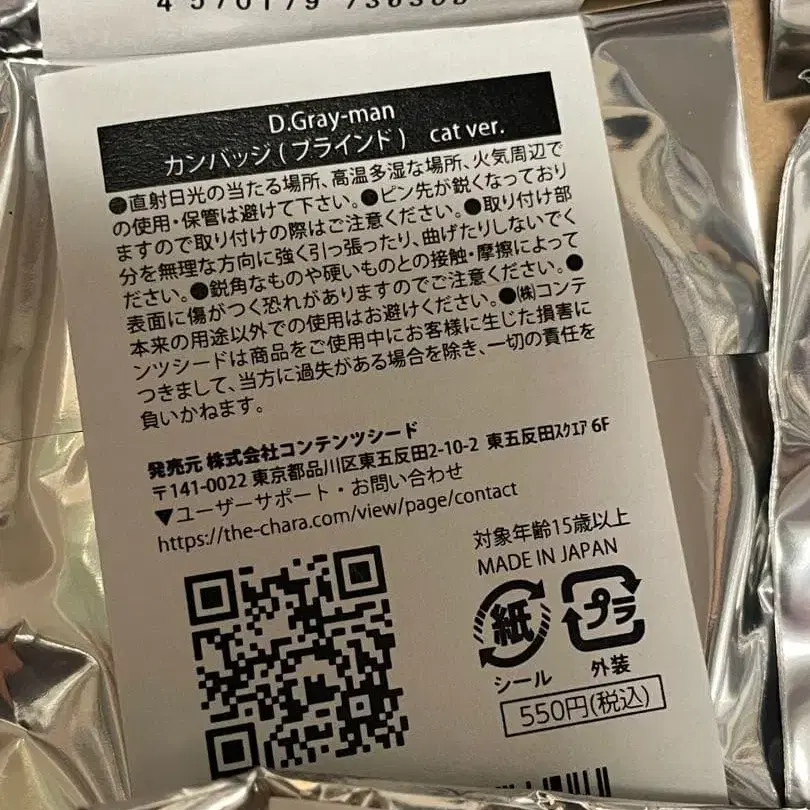 4 570179
D.Gray-man
カンバッジ(ブラインド) cat ver.
●直射日光の当たる場所、高温多湿な場所、火気周辺で
の使用・保管は避けて下さい。●ピン先が鋭くなっており
ますので取り付けの際はご注意ください。●取り付け部
分を無理な方向に強く引っ張ったり、曲げたりしないでく
ださい。●鋭角なものや硬いものとの接触・摩擦によって
表面に傷がつく恐れがありますのでご注意ください。●
本来の用途以外での使用はお避けください。●㈱コンテ
ンツシードは商品をご使用中にお客様に生じた損害に
つきまして、当方に過失がある場合を除き、一切の責任を
負いかねます。
発売元 株式会社コンテンツシード
〒141-0022 東京都品川区東五反田2-10-2 東五反田ｽｸｴｱ 6F
▼ユーザーサポート・お問い合わせ
https://the-chara.com/view/page/contact
対象年齢15歳以上
MADE IN JAPAN
紙
プラ
シール
外装
550円(税込)